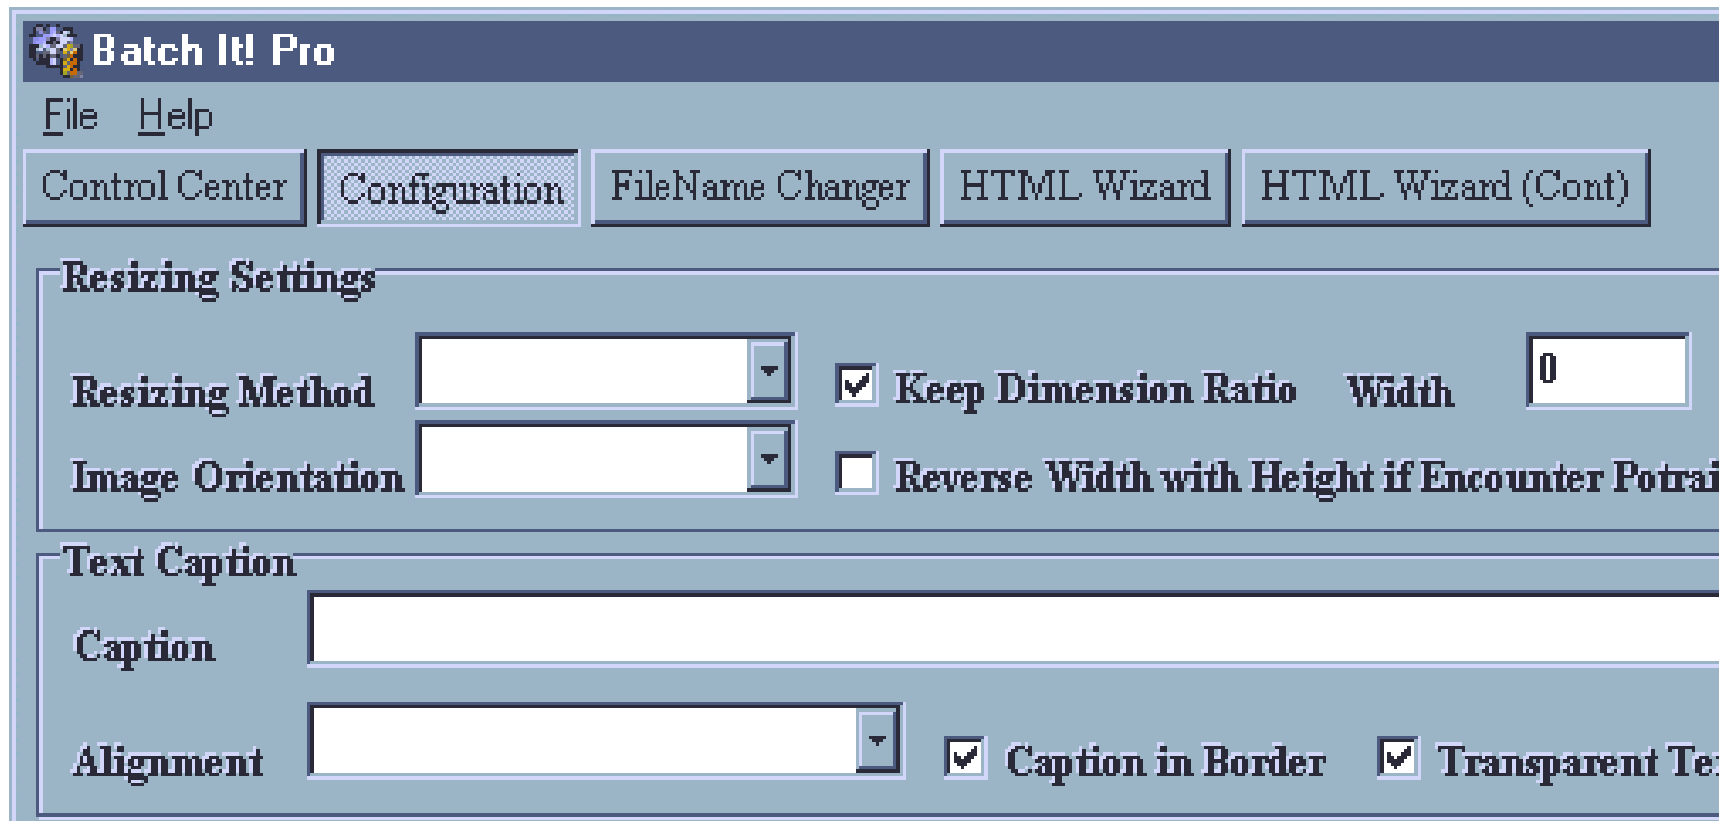 Batch It! Pro
File Help
Control Center Configuration FileName Changer HTML Wizard HTML Wizard (Cont)
Resizing Settings
Resizing Method Keep Dimension Ratio Width 0
Image Orientation Reverse Width with Height if Encounter
Text Caption
Caption
Alignment Caption in Border Transparent